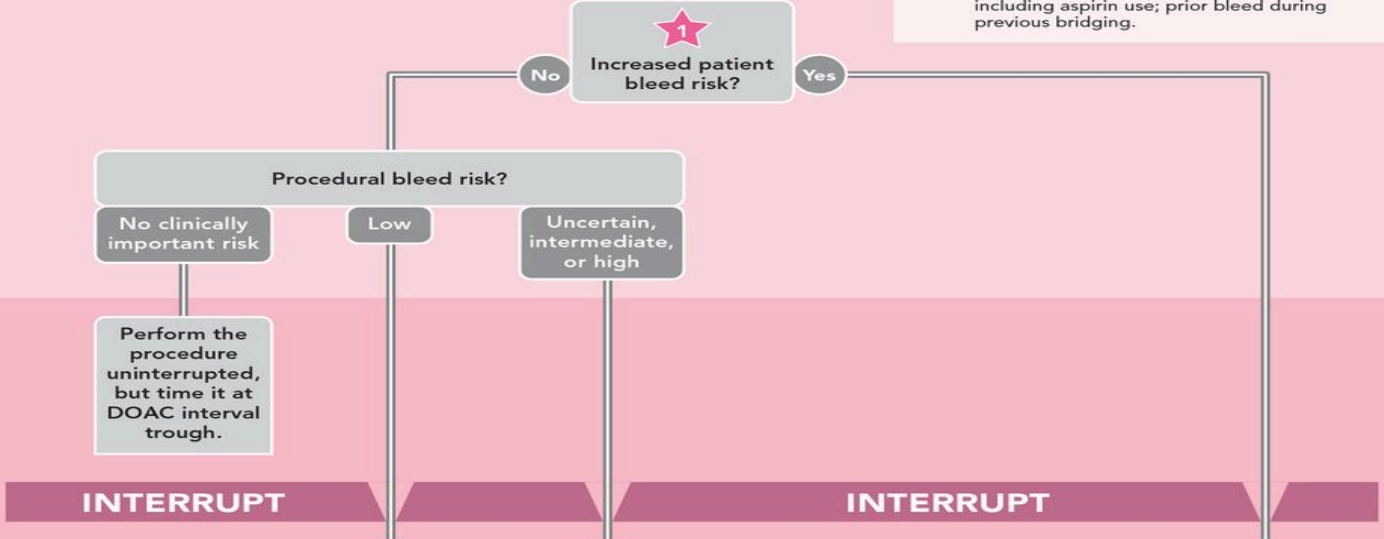 including aspirin use; prior bleed during
previous bridging.
1
Increased patient
bleed risk?
No
Yes
Procedural bleed risk?
No clinically
important risk
Low
Uncertain,
intermediate,
or high
Perform the
procedure
uninterrupted,
but time it at
DOAC interval
trough.
INTERRUPT
INTERRUPT